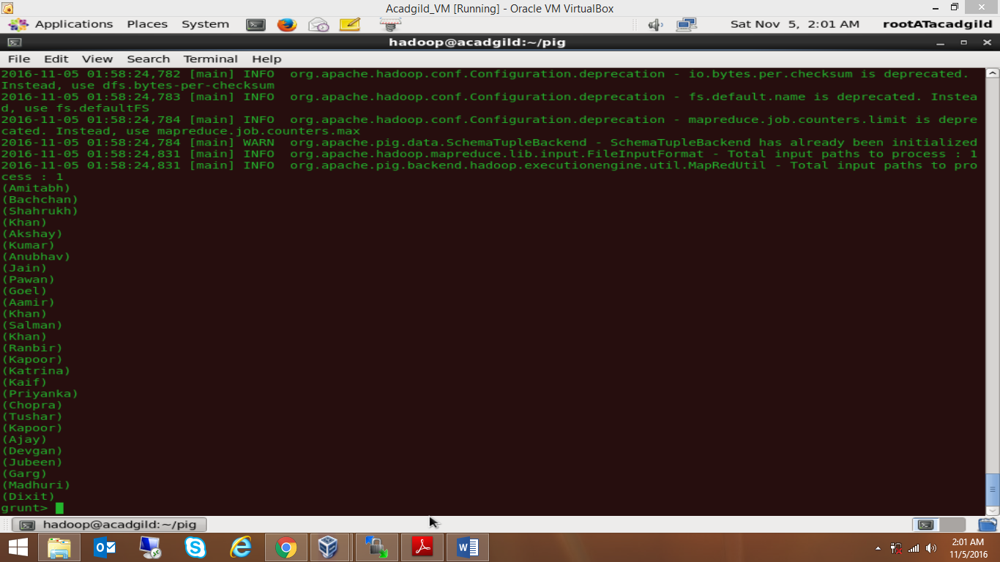 Acadgild_VM [Running] - Oracle VM VirtualBox
Applications Places System Sat Nov 5, 2:01 AM rootATacadgild
hadoop@acadgild:~/pig
File Edit View Search Terminal Help
2016-11-05 01:58:24,782 [main] INFO  org.apache.hadoop.conf.Configuration.deprecation - io.bytes.per.checksum is deprecated.
Instead, use dfs.bytes-per-checksum
2016-11-05 01:58:24,783 [main] INFO  org.apache.hadoop.conf.Configuration.deprecation - fs.default.name is deprecated. Instea
d, use fs.defaultFS
2016-11-05 01:58:24,784 [main] INFO  org.apache.hadoop.conf.Configuration.deprecation - mapreduce.job.counters.limit is depre
cated. Instead, use mapreduce.job.counters.max
2016-11-05 01:58:24,784 [main] WARN  org.apache.pig.data.SchemaTupleBackend - SchemaTupleBackend has already been initialized
2016-11-05 01:58:24,831 [main] INFO  org.apache.hadoop.mapreduce.lib.input.FileInputFormat - Total input paths to process : 1
2016-11-05 01:58:24,831 [main] INFO  org.apache.pig.backend.hadoop.executionengine.util.MapRedUtil - Total input paths to pro
cess : 1
(Amitabh)
(Bachchan)
(Shahrukh)
(Khan)
(Akshay)
(Kumar)
(Anubhav)
(Jain)
(Pawan)
(Goel)
(Aamir)
(Khan)
(Salman)
(Khan)
(Ranbir)
(Kapoor)
(Katrina)
(Kaif)
(Priyanka)
(Chopra)
(Tushar)
(Kapoor)
(Ajay)
(Devgan)
(Jubeen)
(Garg)
(Madhuri)
(Dixit)
grunt>
hadoop@acadgild:~/pig
2:01 AM
11/5/2016